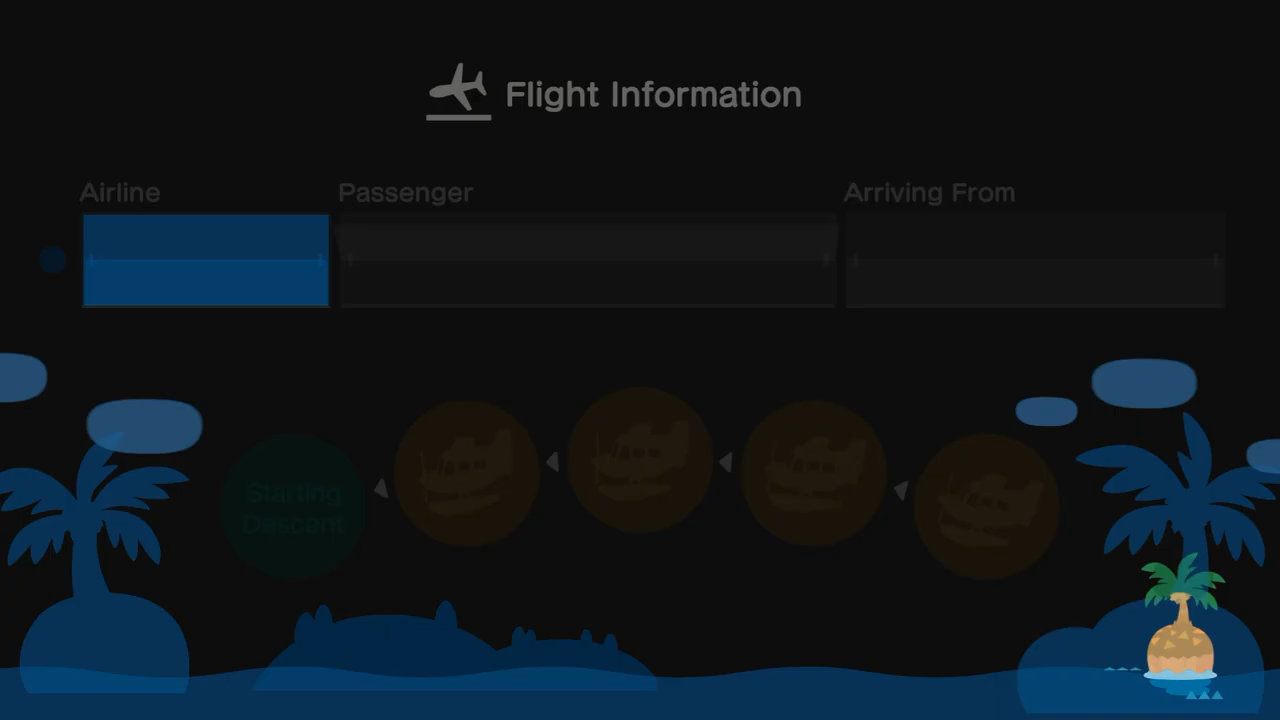 Flight Information
Airline
Passenger
Arriving From
Starting
Descent